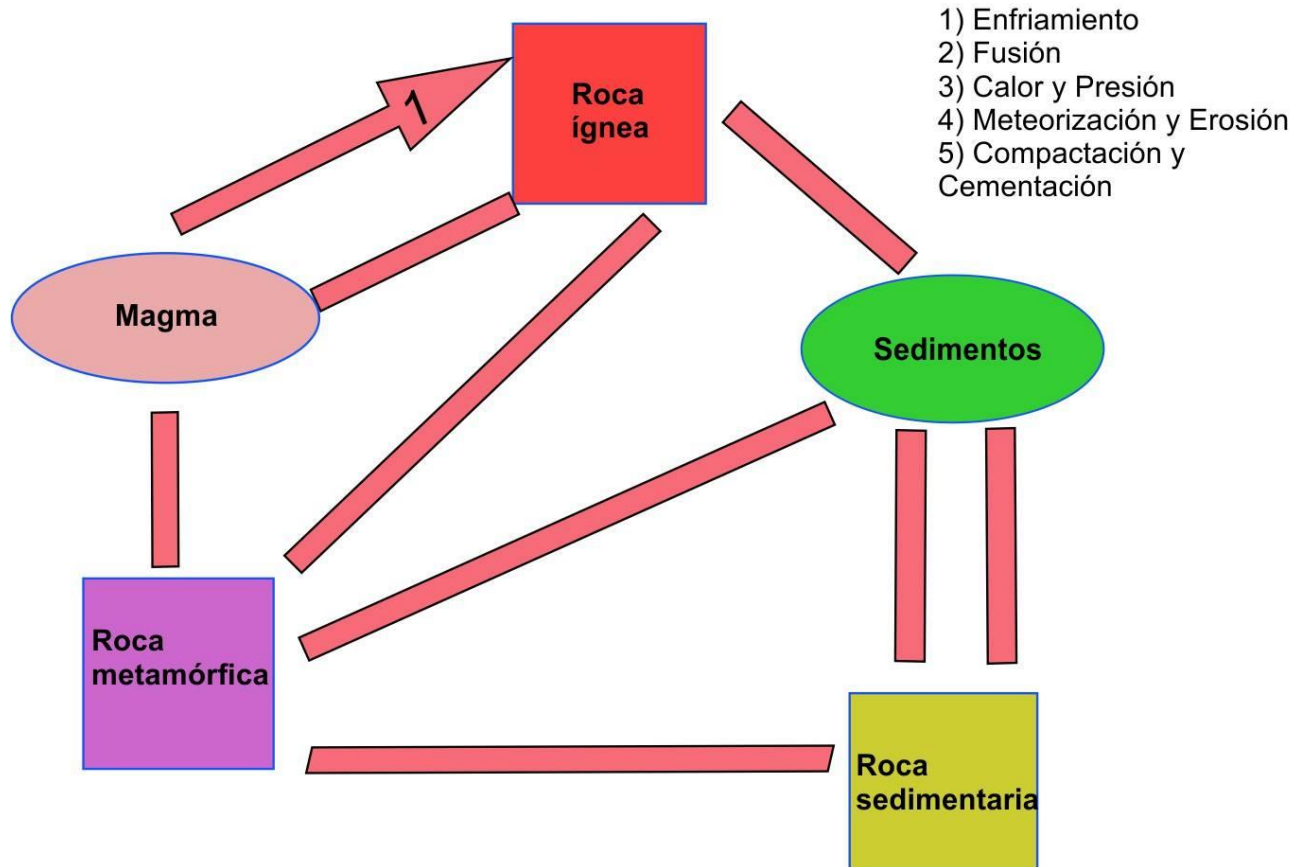 1) Enfriamiento
2) Fusión
3) Calor y Presión
4) Meteorización y Erosión
5) Compactación y
Cementación
Roca
ígnea
1
Magma
Sedimentos
Roca
metamórfica
Roca
sedimentaria